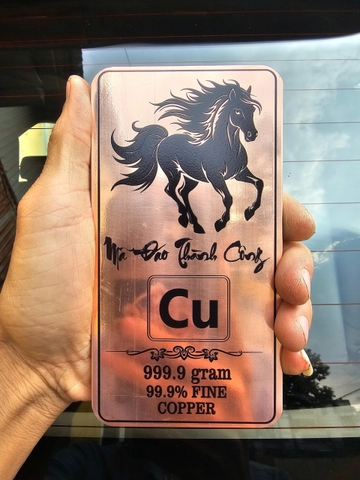 Mã Đáo Thành Công
Cu
999.9 gram
99.9% FINE
COPPER